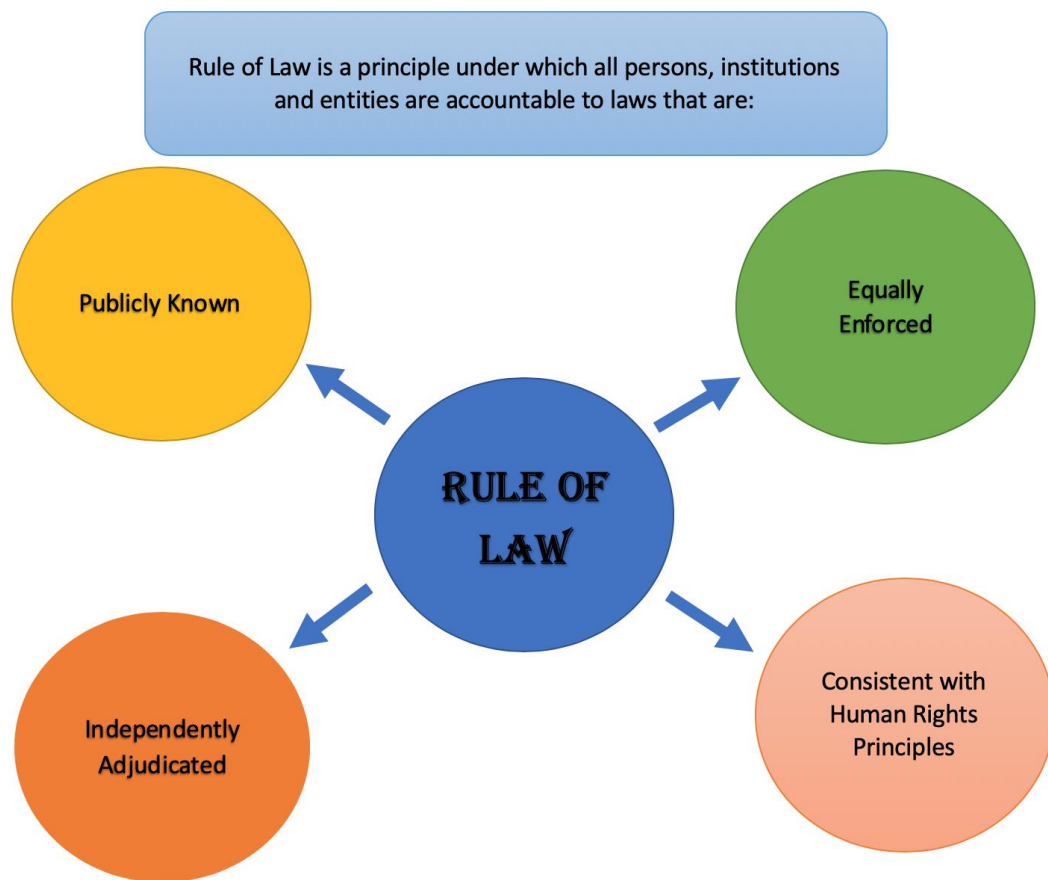 Rule of Law is a principle under which all persons, institutions
and entities are accountable to laws that are:
Publicly Known
Equally
Enforced
RULE OF
LAW
Independently
Adjudicated
Consistent with
Human Rights
Principles